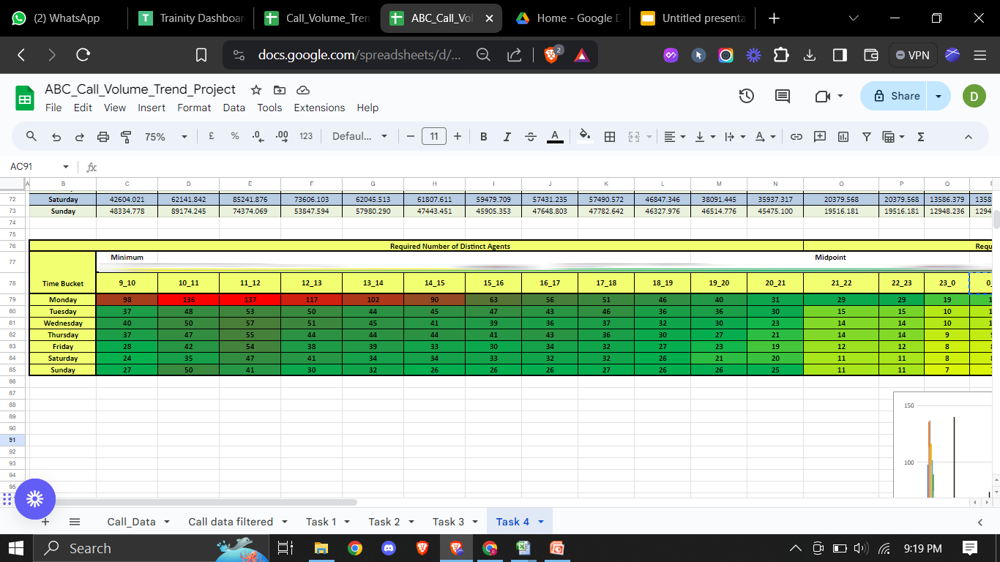 (2) WhatsApp Trainity Dashboar Call_Volume_Tren ABC_Call_Vol Home - Google D Untitled presenta
docs.google.com/spreadsheets/d/... 2 VPN
ABC_Call_Volume_Trend_Project
File Edit View Insert Format Data Tools Extensions Help
Share D
75% £ % .0 .00 123 Defaul... 11 B I A
AC91 fx
A B C D E F G H I J K L M N O P Q
72 Saturday 42604.021 62141.842 85241.876 73606.103 62045.513 61807.611 59479.709 57431.235 57490.572 46847.346 38091.445 35937.317 20379.568 20379.568 13586.379 1358
73 Sunday 48334.778 89174.245 74374.069 53847.594 57980.290 47443.451 45905.353 47648.803 47782.642 46327.976 46514.776 45475.100 19516.181 19516.181 12948.236 1294
74
75
76 Required Number of Distinct Agents Requ
77 Minimum Midpoint
78 Time Bucket 9_10 10_11 11_12 12_13 13_14 14_15 15_16 16_17 17_18 18_19 19_20 20_21 21_22 22_23 23_0 0_
79 Monday 98 136 137 117 102 90 63 56 51 46 40 31 29 29 19 1
80 Tuesday 37 48 53 50 44 45 47 43 46 36 36 30 15 15 10 1
81 Wednesday 40 50 57 51 45 41 39 36 37 32 30 23 14 14 10 1
82 Thursday 37 47 55 44 44 44 41 43 36 30 27 21 14 14 9
83 Friday 28 42 54 38 39 33 30 34 32 27 23 19 12 12 8
84 Saturday 24 35 47 41 34 34 33 32 32 26 21 20 11 11 8
85 Sunday 27 50 41 30 32 26 26 26 27 26 26 25 11 11 7
86
87
88
89
90
91
92
93
94
95
150
100
Call_Data Call data filtered Task 1 Task 2 Task 3 Task 4
Search 9:19 PM